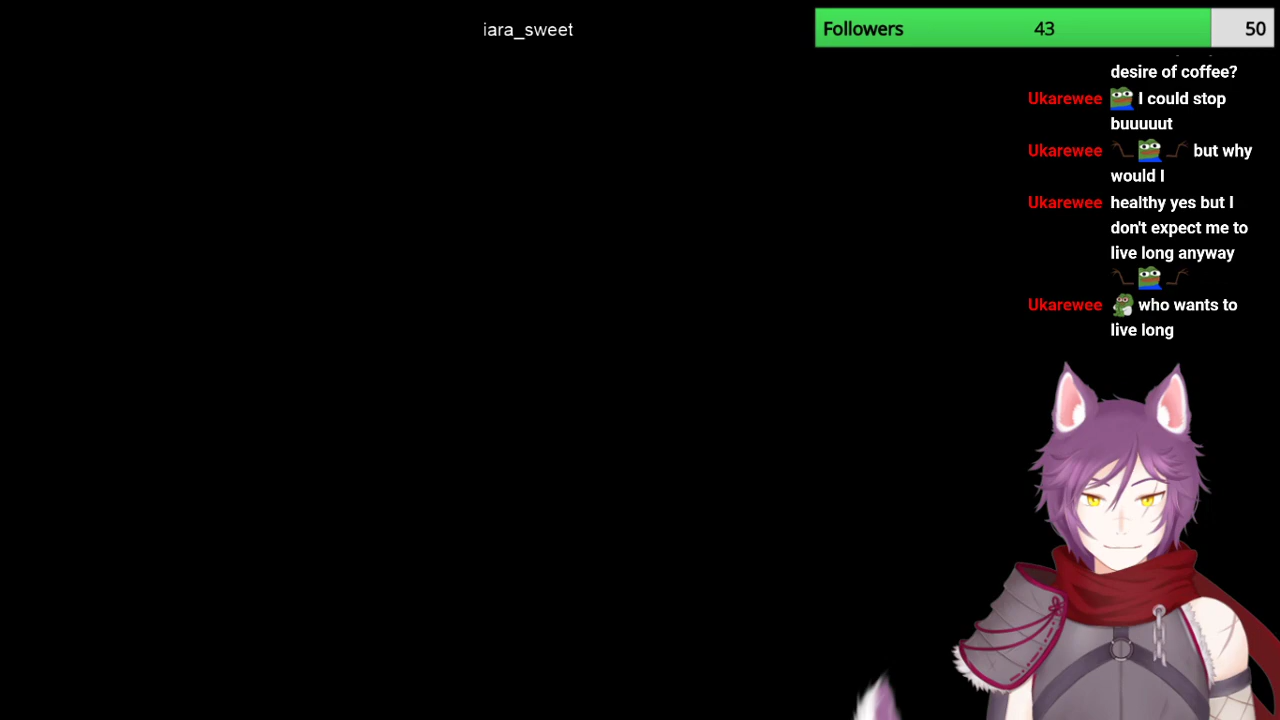 iara_sweet
Followers 43 50
desire of coffee?
Ukarewee I could stop
buuuuut
Ukarewee but why
would I
Ukarewee healthy yes but I
don't expect me to
live long anyway
Ukarewee who wants to
live long